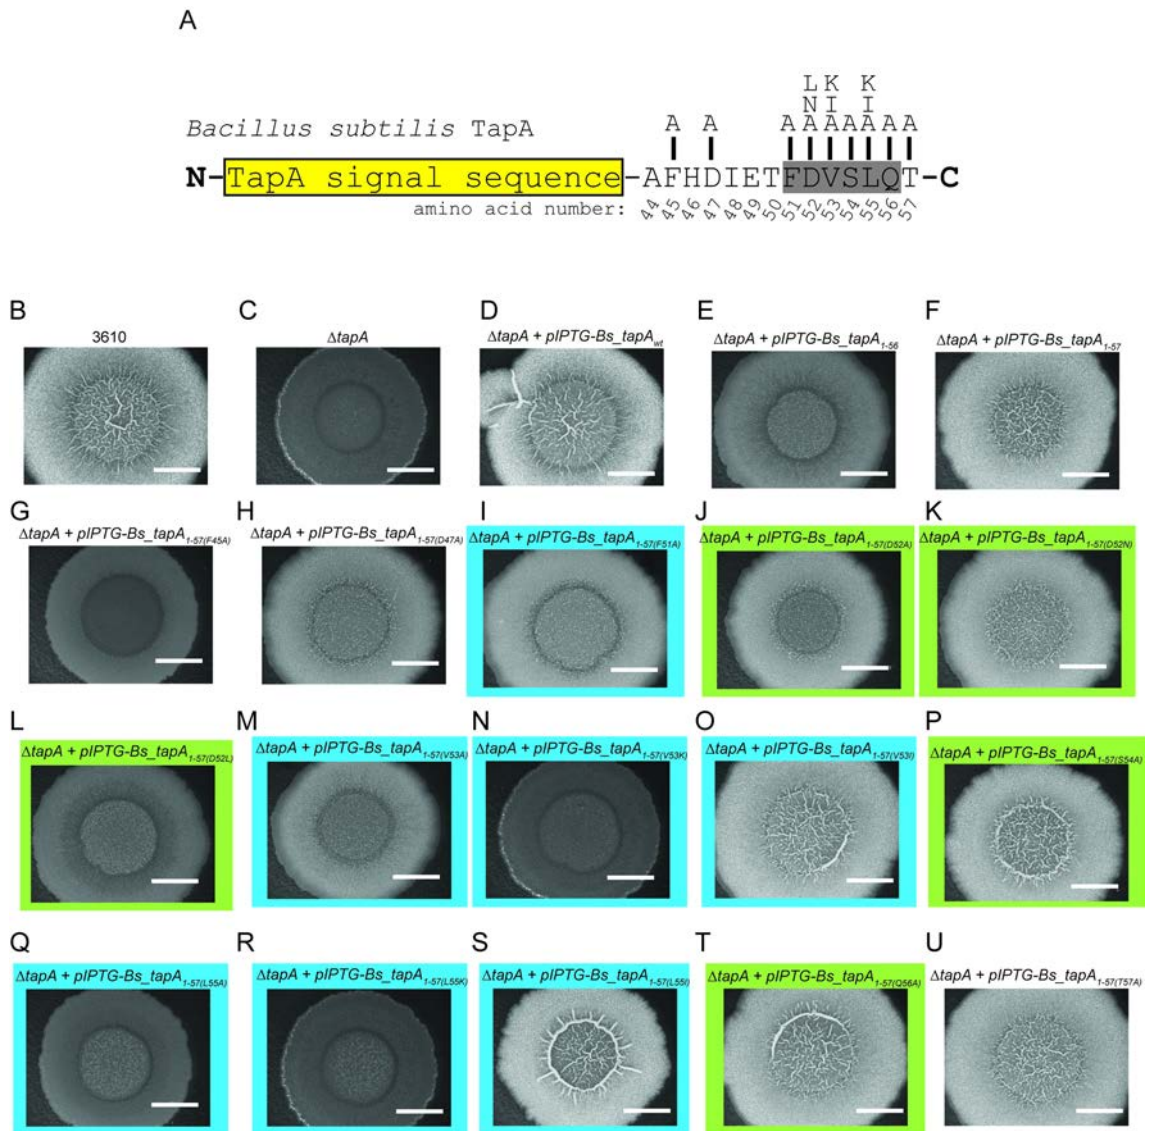 A
L K K
N I I
Bacillus subtilis TapA A A A A A A A A A
N-TapA signal sequence-AFHDIETFDVSLQT-C
amino acid number: 44 45 46 47 48 49 50 51 52 53 54 55 56 57
B C D E F
3610 ΔtapA ΔtapA + pIPTG-Bs_tapAwt ΔtapA + pIPTG-Bs_tapA1-56 ΔtapA + pIPTG-Bs_tapA1-57
G H I J K
ΔtapA + pIPTG-Bs_tapA1-57(F45A) ΔtapA + pIPTG-Bs_tapA1-57(D47A) ΔtapA + pIPTG-Bs_tapA1-57(F51A) ΔtapA + pIPTG-Bs_tapA1-57(D52A) ΔtapA + pIPTG-Bs_tapA1-57(D52N)
L M N O P
ΔtapA + pIPTG-Bs_tapA1-57(D52L) ΔtapA + pIPTG-Bs_tapA1-57(V53A) ΔtapA + pIPTG-Bs_tapA1-57(V53K) ΔtapA + pIPTG-Bs_tapA1-57(V53I) ΔtapA + pIPTG-Bs_tapA1-57(S54A)
Q R S T U
ΔtapA + pIPTG-Bs_tapA1-57(L55A) ΔtapA + pIPTG-Bs_tapA1-57(L55K) ΔtapA + pIPTG-Bs_tapA1-57(L55I) ΔtapA + pIPTG-Bs_tapA1-57(Q56A) ΔtapA + pIPTG-Bs_tapA1-57(T57A)